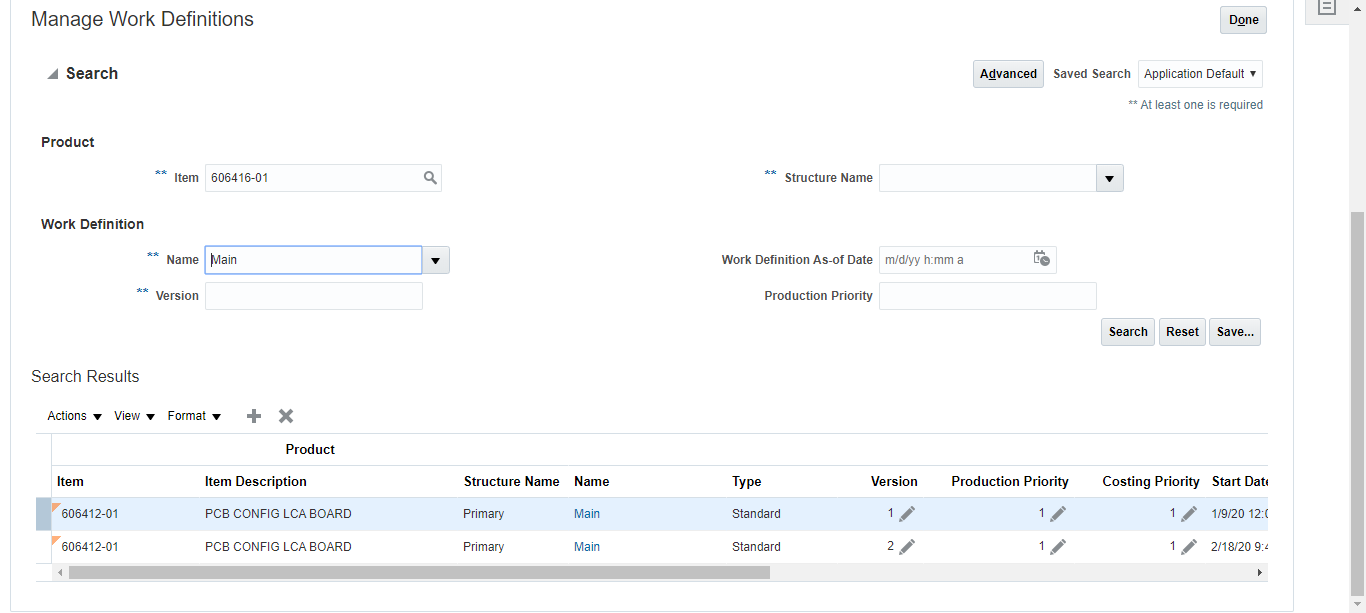 Manage Work Definitions
Done
Search
Advanced Saved Search Application Default
** At least one is required
Product
** Item 606416-01 ** Structure Name
Work Definition
** Name Main Work Definition As-of Date m/d/yy h:mm a
** Version Production Priority
Search Reset Save...
Search Results
Actions View Format
Product
Item Item Description Structure Name Name Type Version Production Priority Costing Priority Start Date
606412-01 PCB CONFIG LCA BOARD Primary Main Standard 1 1 1 1/9/20 12:0
606412-01 PCB CONFIG LCA BOARD Primary Main Standard 2 1 1 2/18/20 9:4